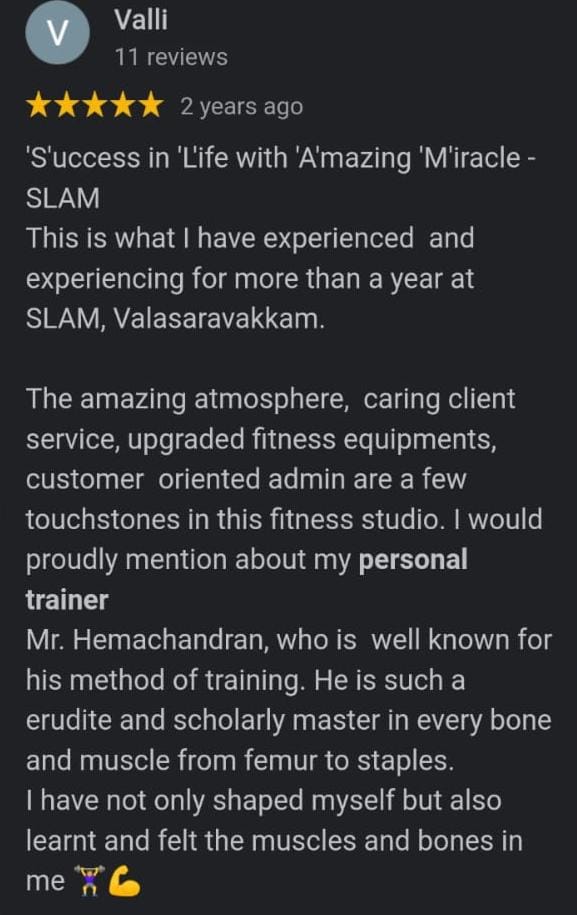 V
Valli
11 reviews
★★★★★ 2 years ago
'S'uccess in 'L'ife with 'A'mazing 'M'iracle -
SLAM
This is what I have experienced  and
experiencing for more than a year at
SLAM, Valasaravakkam.
The amazing atmosphere,  caring client
service, upgraded fitness equipments,
customer  oriented admin are a few
touchstones in this fitness studio. I would
proudly mention about my personal
trainer
Mr. Hemachandran, who is  well known for
his method of training. He is such a
erudite and scholarly master in every bone
and muscle from femur to staples.
I have not only shaped myself but also
learnt and felt the muscles and bones in
me 🏋️‍♀️💪